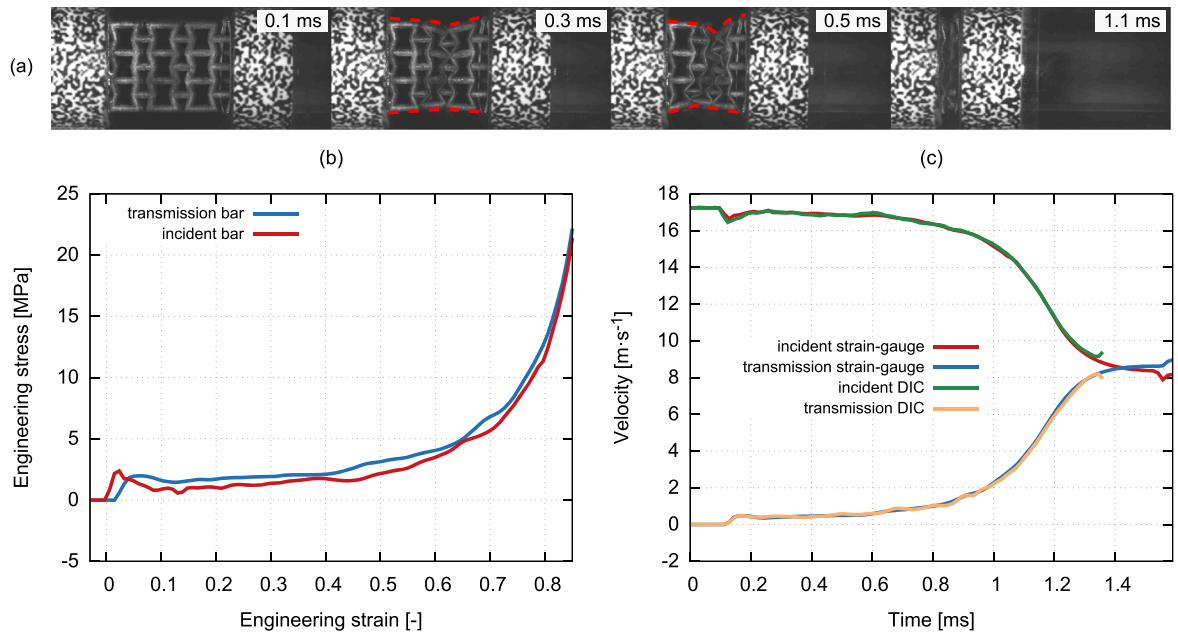 0.1 ms 0.3 ms 0.5 ms 1.1 ms
(a)
(b) (c)
25
20
15
10
5
0
-5
Engineering stress [MPa]
transmission bar
incident bar
0 0.1 0.2 0.3 0.4 0.5 0.6 0.7 0.8
Engineering strain [-]
18
16
14
12
10
8
6
4
2
0
-2
Velocity [m·s⁻¹]
incident strain-gauge
transmission strain-gauge
incident DIC
transmission DIC
0 0.2 0.4 0.6 0.8 1 1.2 1.4
Time [ms]